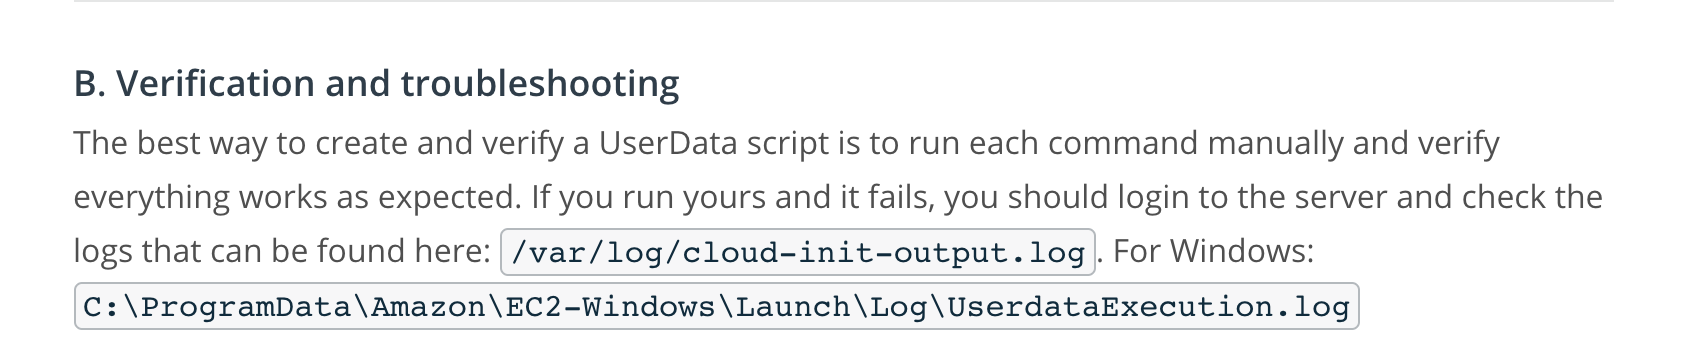 B. Verification and troubleshooting
The best way to create and verify a UserData script is to run each command manually and verify
everything works as expected. If you run yours and it fails, you should login to the server and check the
logs that can be found here: /var/log/cloud-init-output.log. For Windows:
C:\ProgramData\Amazon\EC2-Windows\Launch\Log\UserdataExecution.log